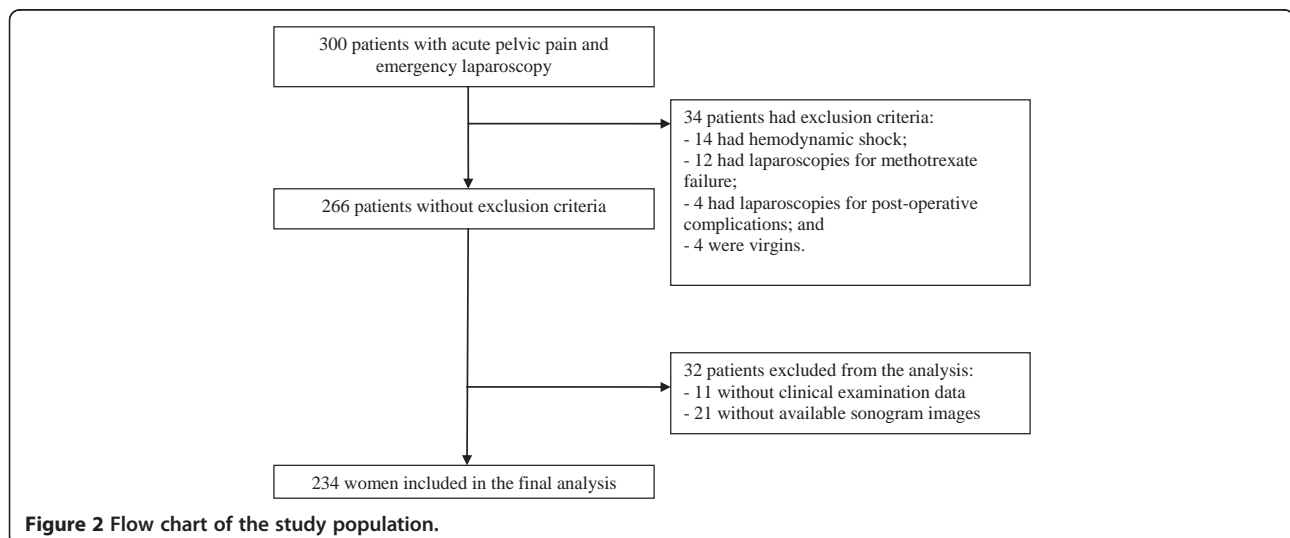 300 patients with acute pelvic pain and
emergency laparoscopy
34 patients had exclusion criteria:
- 14 had hemodynamic shock;
- 12 had laparoscopies for methotrexate
failure;
- 4 had laparoscopies for post-operative
complications; and
- 4 were virgins.
266 patients without exclusion criteria
32 patients excluded from the analysis:
- 11 without clinical examination data
- 21 without available sonogram images
234 women included in the final analysis
Figure 2 Flow chart of the study population.